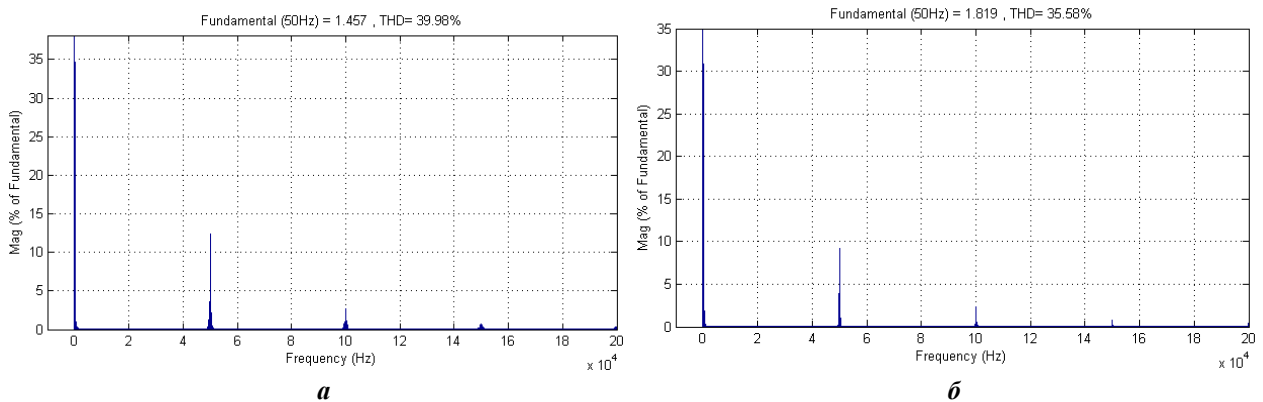 Fundamental (50Hz) = 1.457 , THD= 39.98%
Mag (% of Fundamental)
35
30
25
20
15
10
5
0
0 2 4 6 8 10 12 14 16 18 20
Frequency (Hz)
x 10^4
а
Fundamental (50Hz) = 1.819 , THD= 35.58%
Mag (% of Fundamental)
35
30
25
20
15
10
5
0
0 2 4 6 8 10 12 14 16 18 20
Frequency (Hz)
x 10^4
б